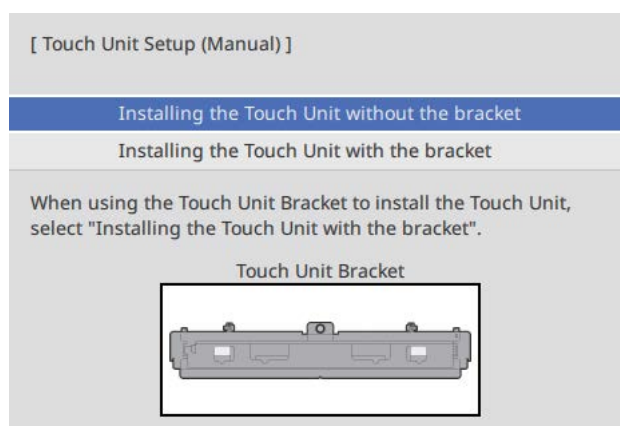 [ Touch Unit Setup (Manual) ]
Installing the Touch Unit without the bracket
Installing the Touch Unit with the bracket
When using the Touch Unit Bracket to install the Touch Unit,
select "Installing the Touch Unit with the bracket".
Touch Unit Bracket